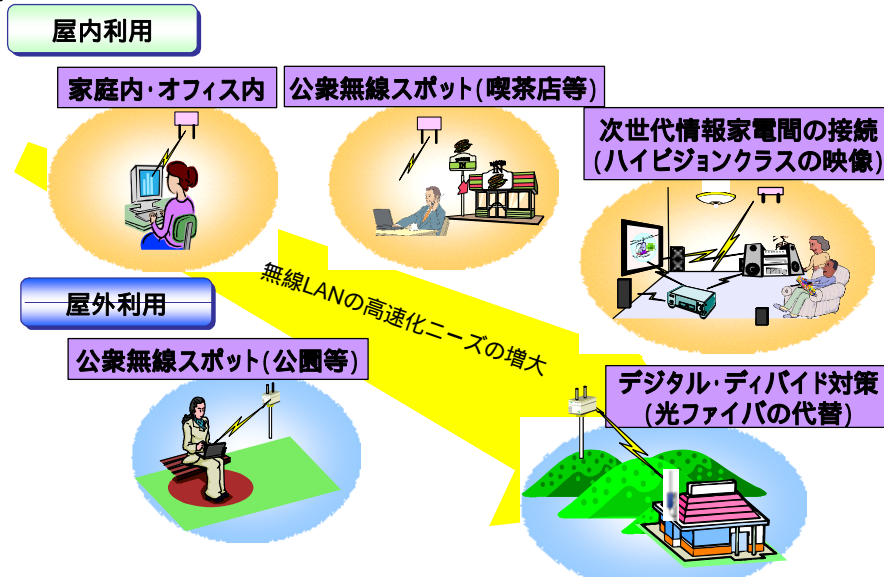 屋内利用
家庭内・オフィス内
公衆無線スポット(喫茶店等)
次世代情報家電間の接続
(ハイビジョンクラスの映像)
無線LANの高速化ニーズの増大
屋外利用
公衆無線スポット(公園等)
デジタル・ディバイド対策
(光ファイバの代替)